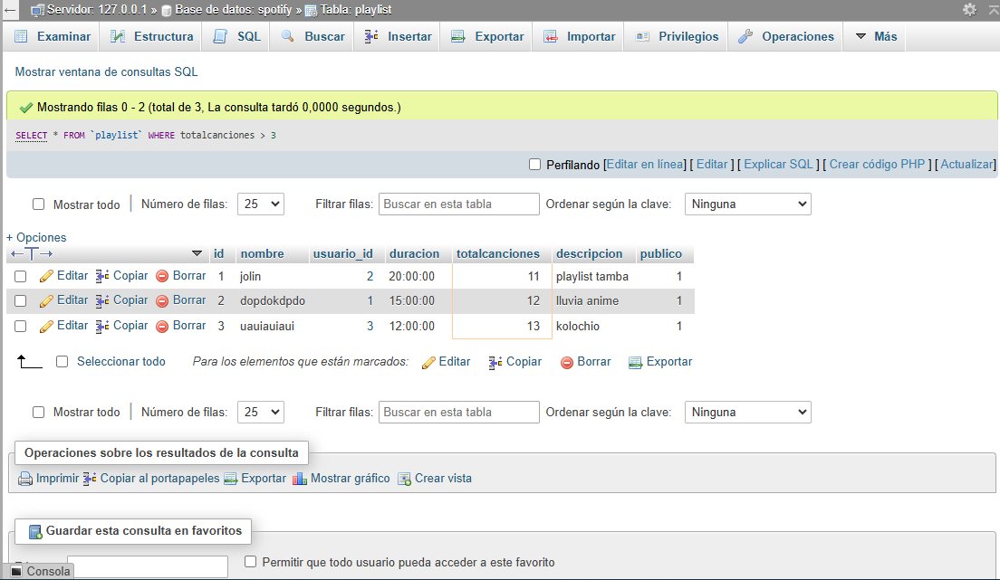 Servidor: 127.0.0.1 » Base de datos: spotify » Tabla: playlist
Examinar Estructura SQL Buscar Insertar Exportar Importar Privilegios Operaciones Más
Mostrar ventana de consultas SQL
Mostrando filas 0 - 2 (total de 3, La consulta tardó 0,0000 segundos.)
SELECT * FROM `playlist` WHERE totalcanciones > 3
Perfilando [Editar en línea] [ Editar ] [ Explicar SQL ] [ Crear código PHP ] [ Actualizar]
Mostrar todo Número de filas: 25 Filtrar filas: Buscar en esta tabla Ordenar según la clave: Ninguna
+ Opciones
←T→ id nombre usuario_id duracion totalcanciones descripcion publico
Editar Copiar Borrar 1 jolin 2 20:00:00 11 playlist tamba 1
Editar Copiar Borrar 2 dopdokdpdo 1 15:00:00 12 lluvia anime 1
Editar Copiar Borrar 3 uauiauiaui 3 12:00:00 13 kolochio 1
Seleccionar todo Para los elementos que están marcados: Editar Copiar Borrar Exportar
Mostrar todo Número de filas: 25 Filtrar filas: Buscar en esta tabla Ordenar según la clave: Ninguna
Operaciones sobre los resultados de la consulta
Imprimir Copiar al portapapeles Exportar Mostrar gráfico Crear vista
Guardar esta consulta en favoritos
Permitir que todo usuario pueda acceder a este favorito
Consola